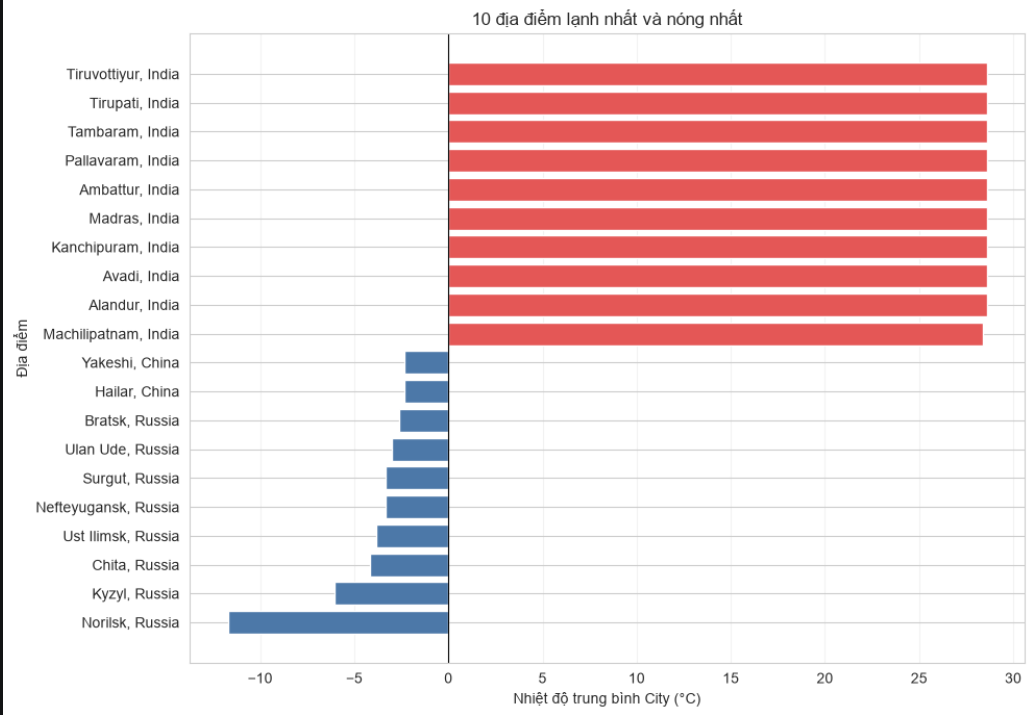 10 địa điểm lạnh nhất và nóng nhất
Địa điểm
Tiruvottiyur, India
Tirupati, India
Tambaram, India
Pallavaram, India
Ambattur, India
Madras, India
Kanchipuram, India
Avadi, India
Alandur, India
Machilipatnam, India
Yakeshi, China
Hailar, China
Bratsk, Russia
Ulan Ude, Russia
Surgut, Russia
Nefteyugansk, Russia
Ust Ilimsk, Russia
Chita, Russia
Kyzyl, Russia
Norilsk, Russia
−10 −5 0 5 10 15 20 25 30
Nhiệt độ trung bình City (°C)